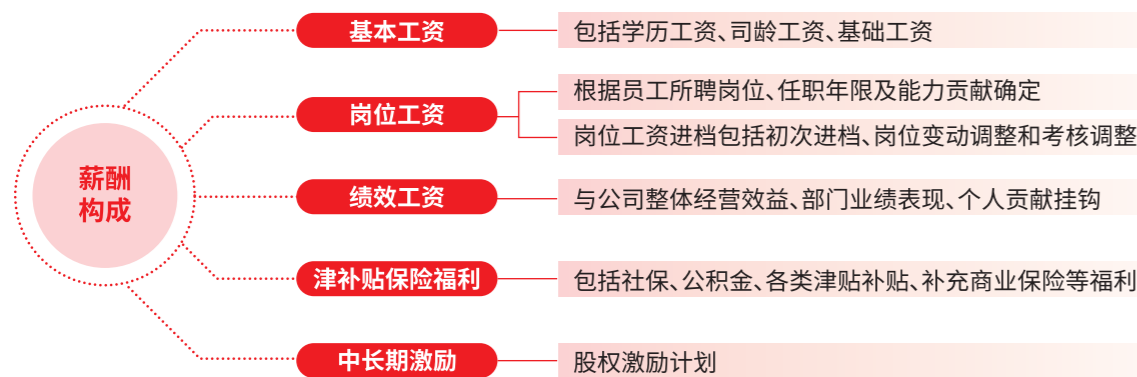 薪酬
构成
基本工资
包括学历工资、司龄工资、基础工资
岗位工资
根据员工所聘岗位、任职年限及能力贡献确定
岗位工资进档包括初次进档、岗位变动调整和考核调整
绩效工资
与公司整体经营效益、部门业绩表现、个人贡献挂钩
津补贴保险福利
包括社保、公积金、各类津贴补贴、补充商业保险等福利
中长期激励
股权激励计划